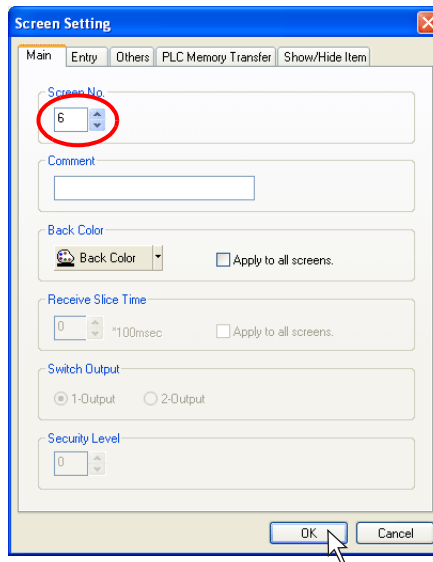 Screen Setting
Main Entry Others PLC Memory Transfer Show/Hide Item
Screen No.
6
Comment
Back Color
Back Color Apply to all screens.
Receive Slice Time
0 *100msec Apply to all screens.
Switch Output
1-Output 2-Output
Security Level
0
OK Cancel